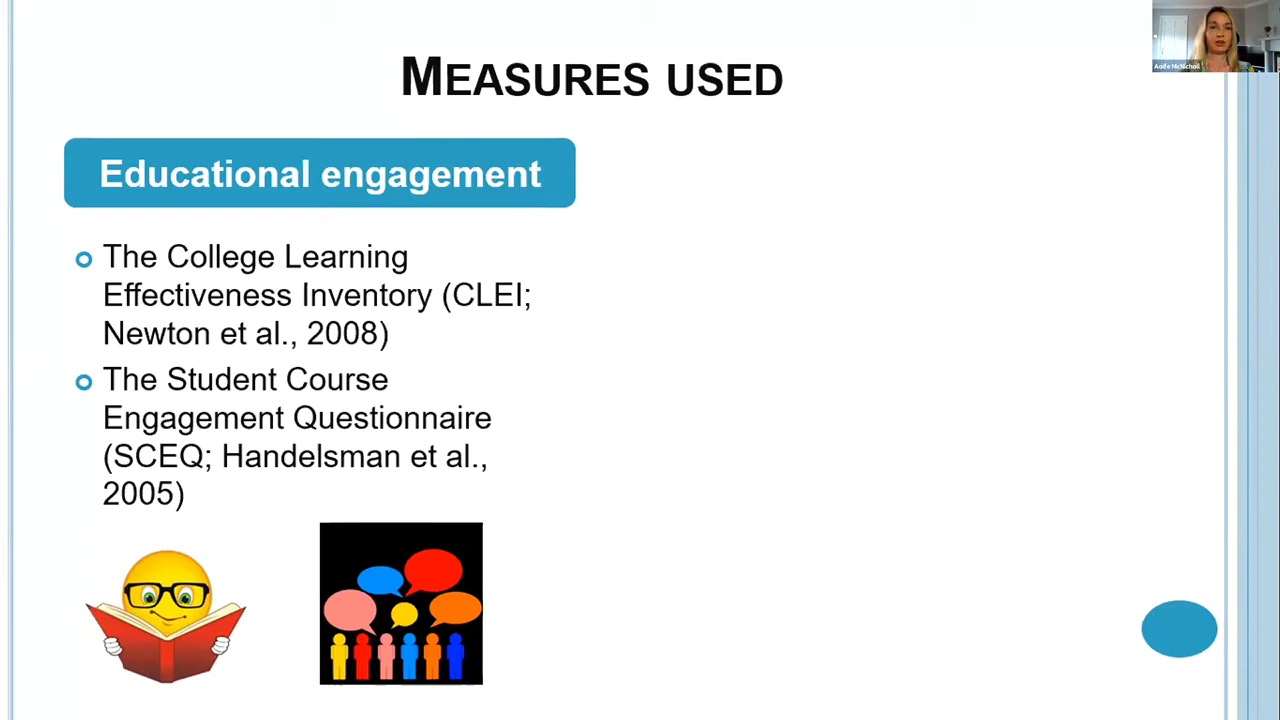 MEASURES USED
Aoife McNicholl
Educational engagement
The College Learning
Effectiveness Inventory (CLEI;
Newton et al., 2008)
The Student Course
Engagement Questionnaire
(SCEQ; Handelsman et al.,
2005)